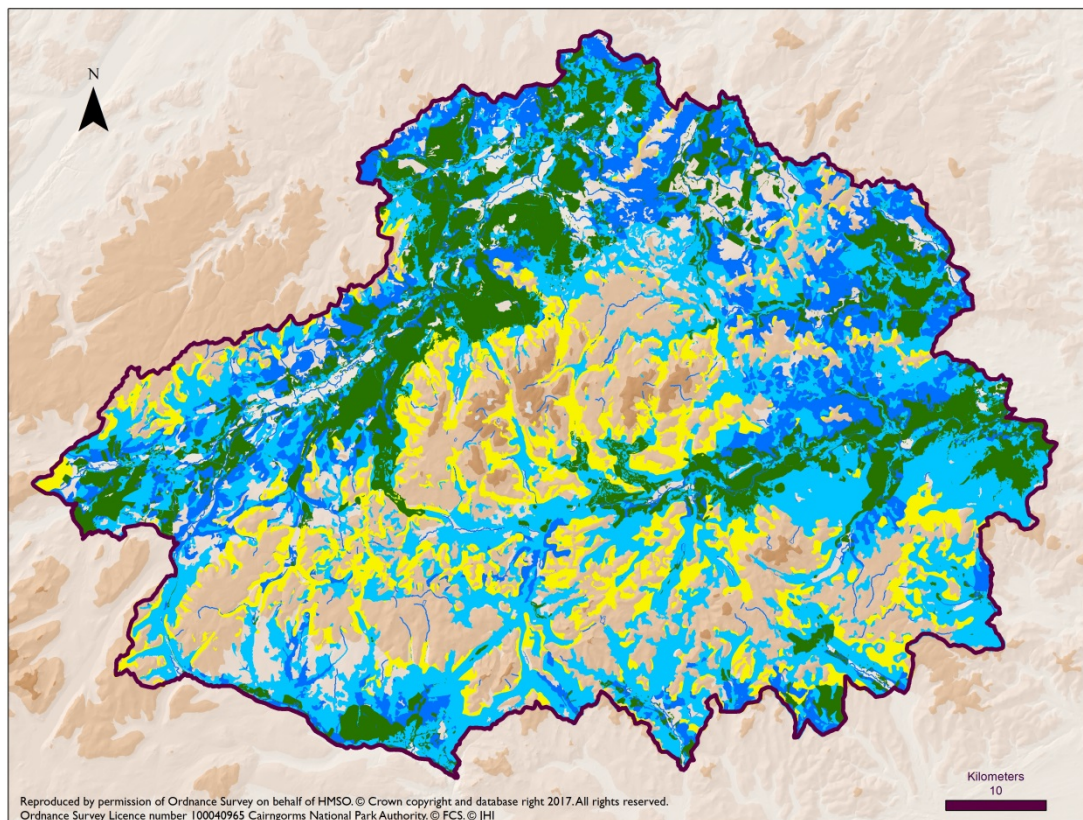 N
Kilometers
10
Reproduced by permission of Ordnance Survey on behalf of HMSO. © Crown copyright and database right 2017. All rights reserved.
Ordnance Survey Licence number 100040965 Cairngorms National Park Authority. © FCS. © JHI